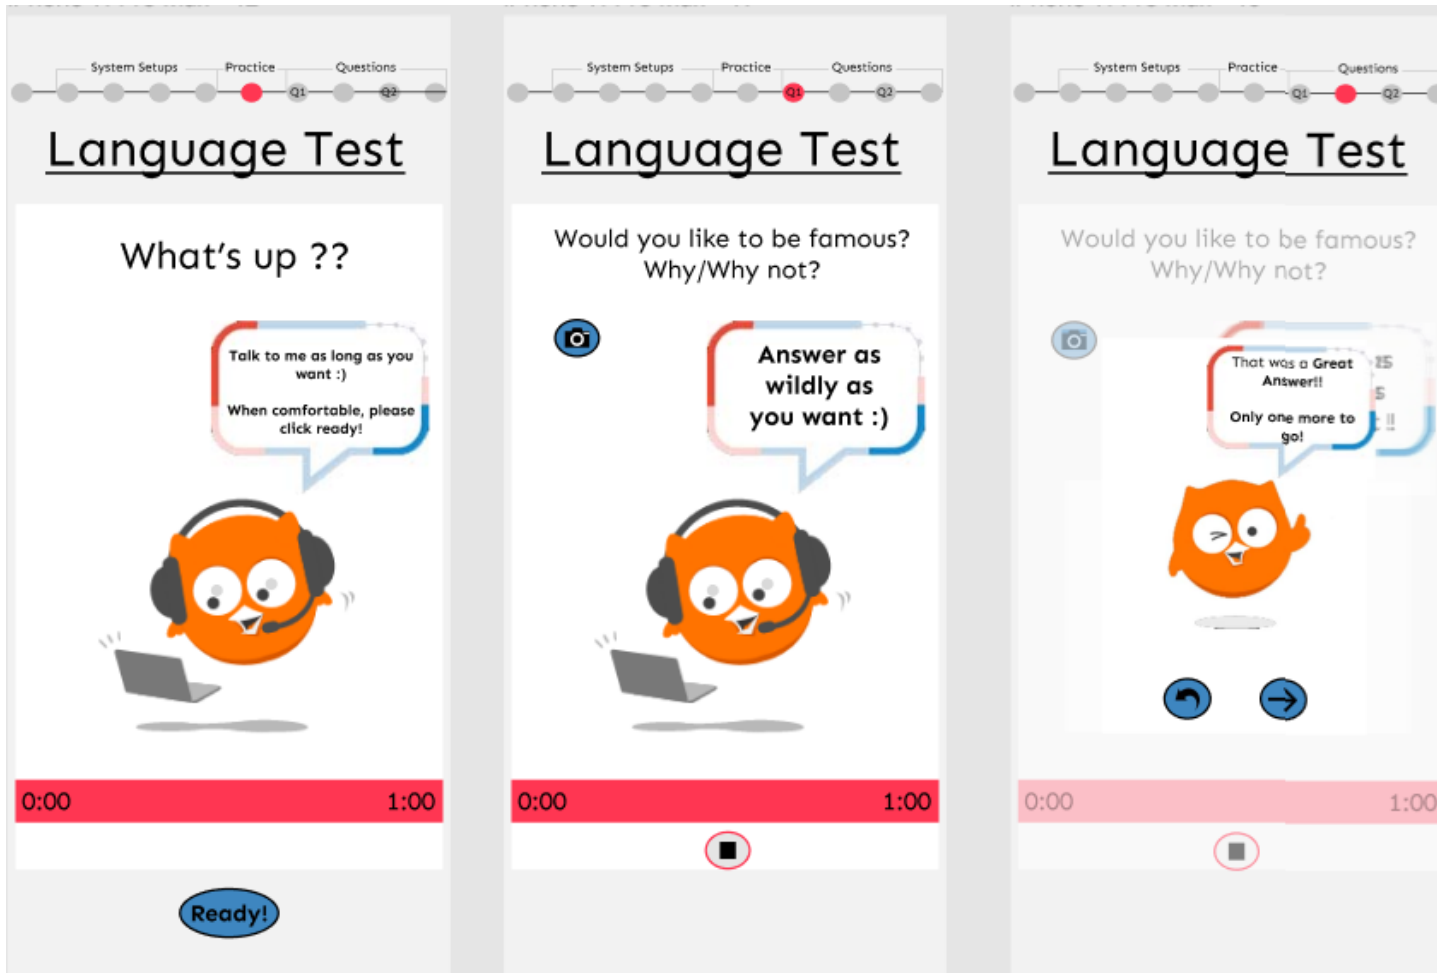 System Setups
Practice
Questions
Q1
Q2
Language Test
What's up ??
Talk to me as long as you
want :)
When comfortable, please
click ready!
0:00
1:00
Ready!
System Setups
Practice
Questions
Q1
Q2
Language Test
Would you like to be famous?
Why/Why not?
Answer as
wildly as
you want :)
0:00
1:00
System Setups
Practice
Questions
Q1
Q2
Language Test
Would you like to be famous?
Why/Why not?
That was a Great
Answer!!
Only one more to
go!
0:00
1:00